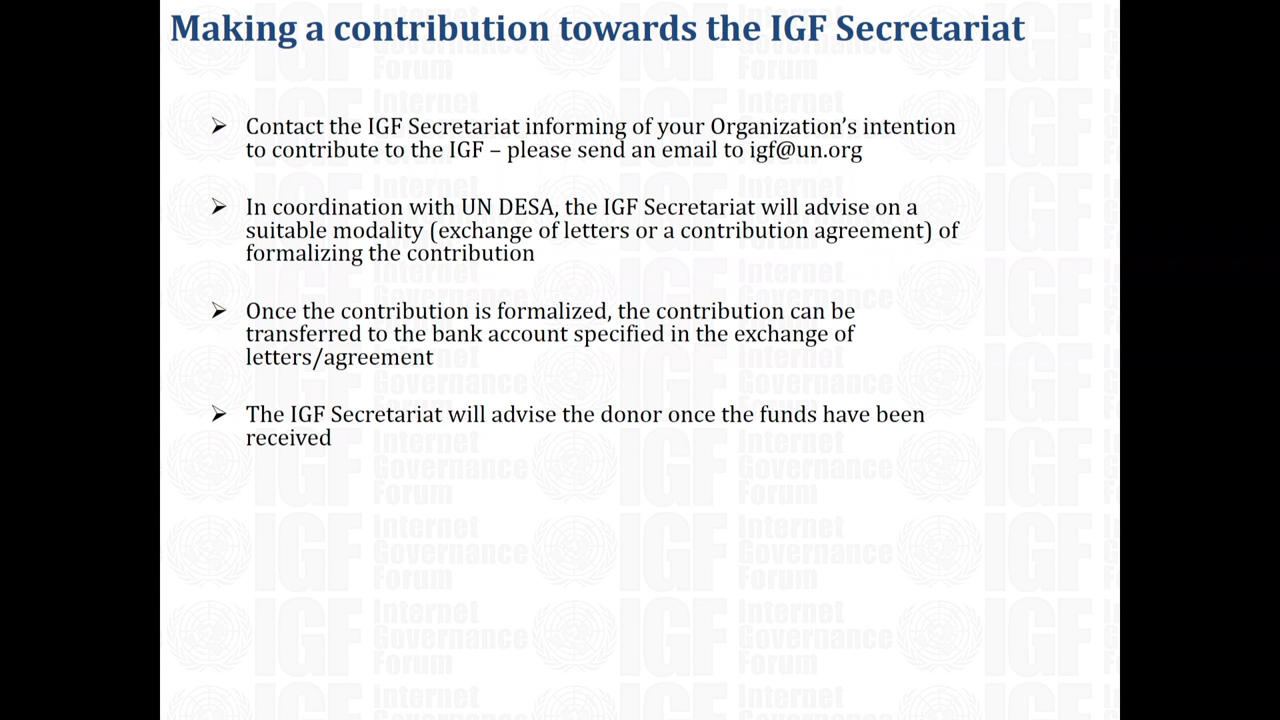 Making a contribution towards the IGF Secretariat
Contact the IGF Secretariat informing of your Organization’s intention
to contribute to the IGF – please send an email to igf@un.org
In coordination with UN DESA, the IGF Secretariat will advise on a
suitable modality (exchange of letters or a contribution agreement) of
formalizing the contribution
Once the contribution is formalized, the contribution can be
transferred to the bank account specified in the exchange of
letters/agreement
The IGF Secretariat will advise the donor once the funds have been
received